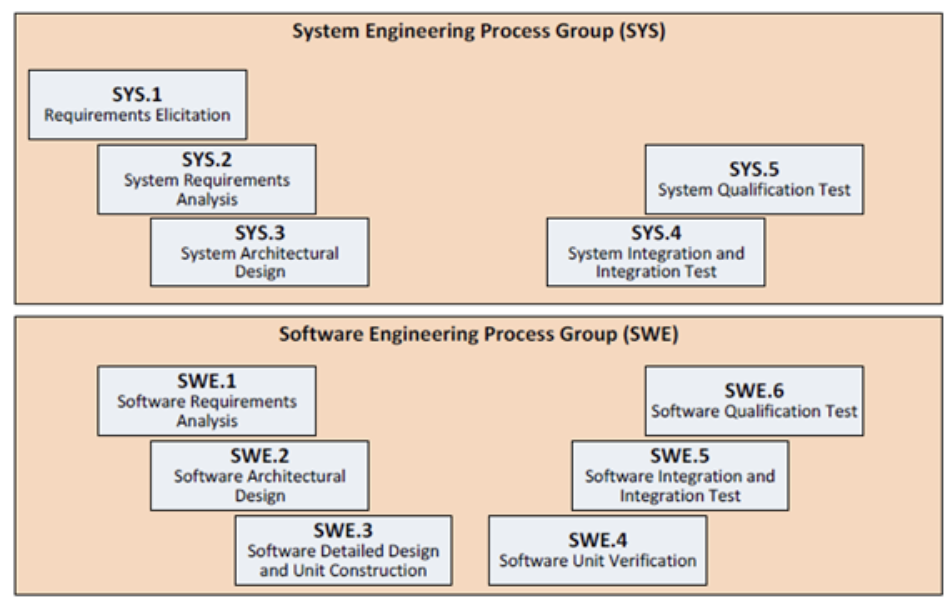 System Engineering Process Group (SYS)
SYS.1
Requirements Elicitation
SYS.2
System Requirements
Analysis
SYS.3
System Architectural
Design
SYS.5
System Qualification Test
SYS.4
System Integration and
Integration Test
Software Engineering Process Group (SWE)
SWE.1
Software Requirements
Analysis
SWE.2
Software Architectural
Design
SWE.3
Software Detailed Design
and Unit Construction
SWE.6
Software Qualification Test
SWE.5
Software Integration and
Integration Test
SWE.4
Software Unit Verification